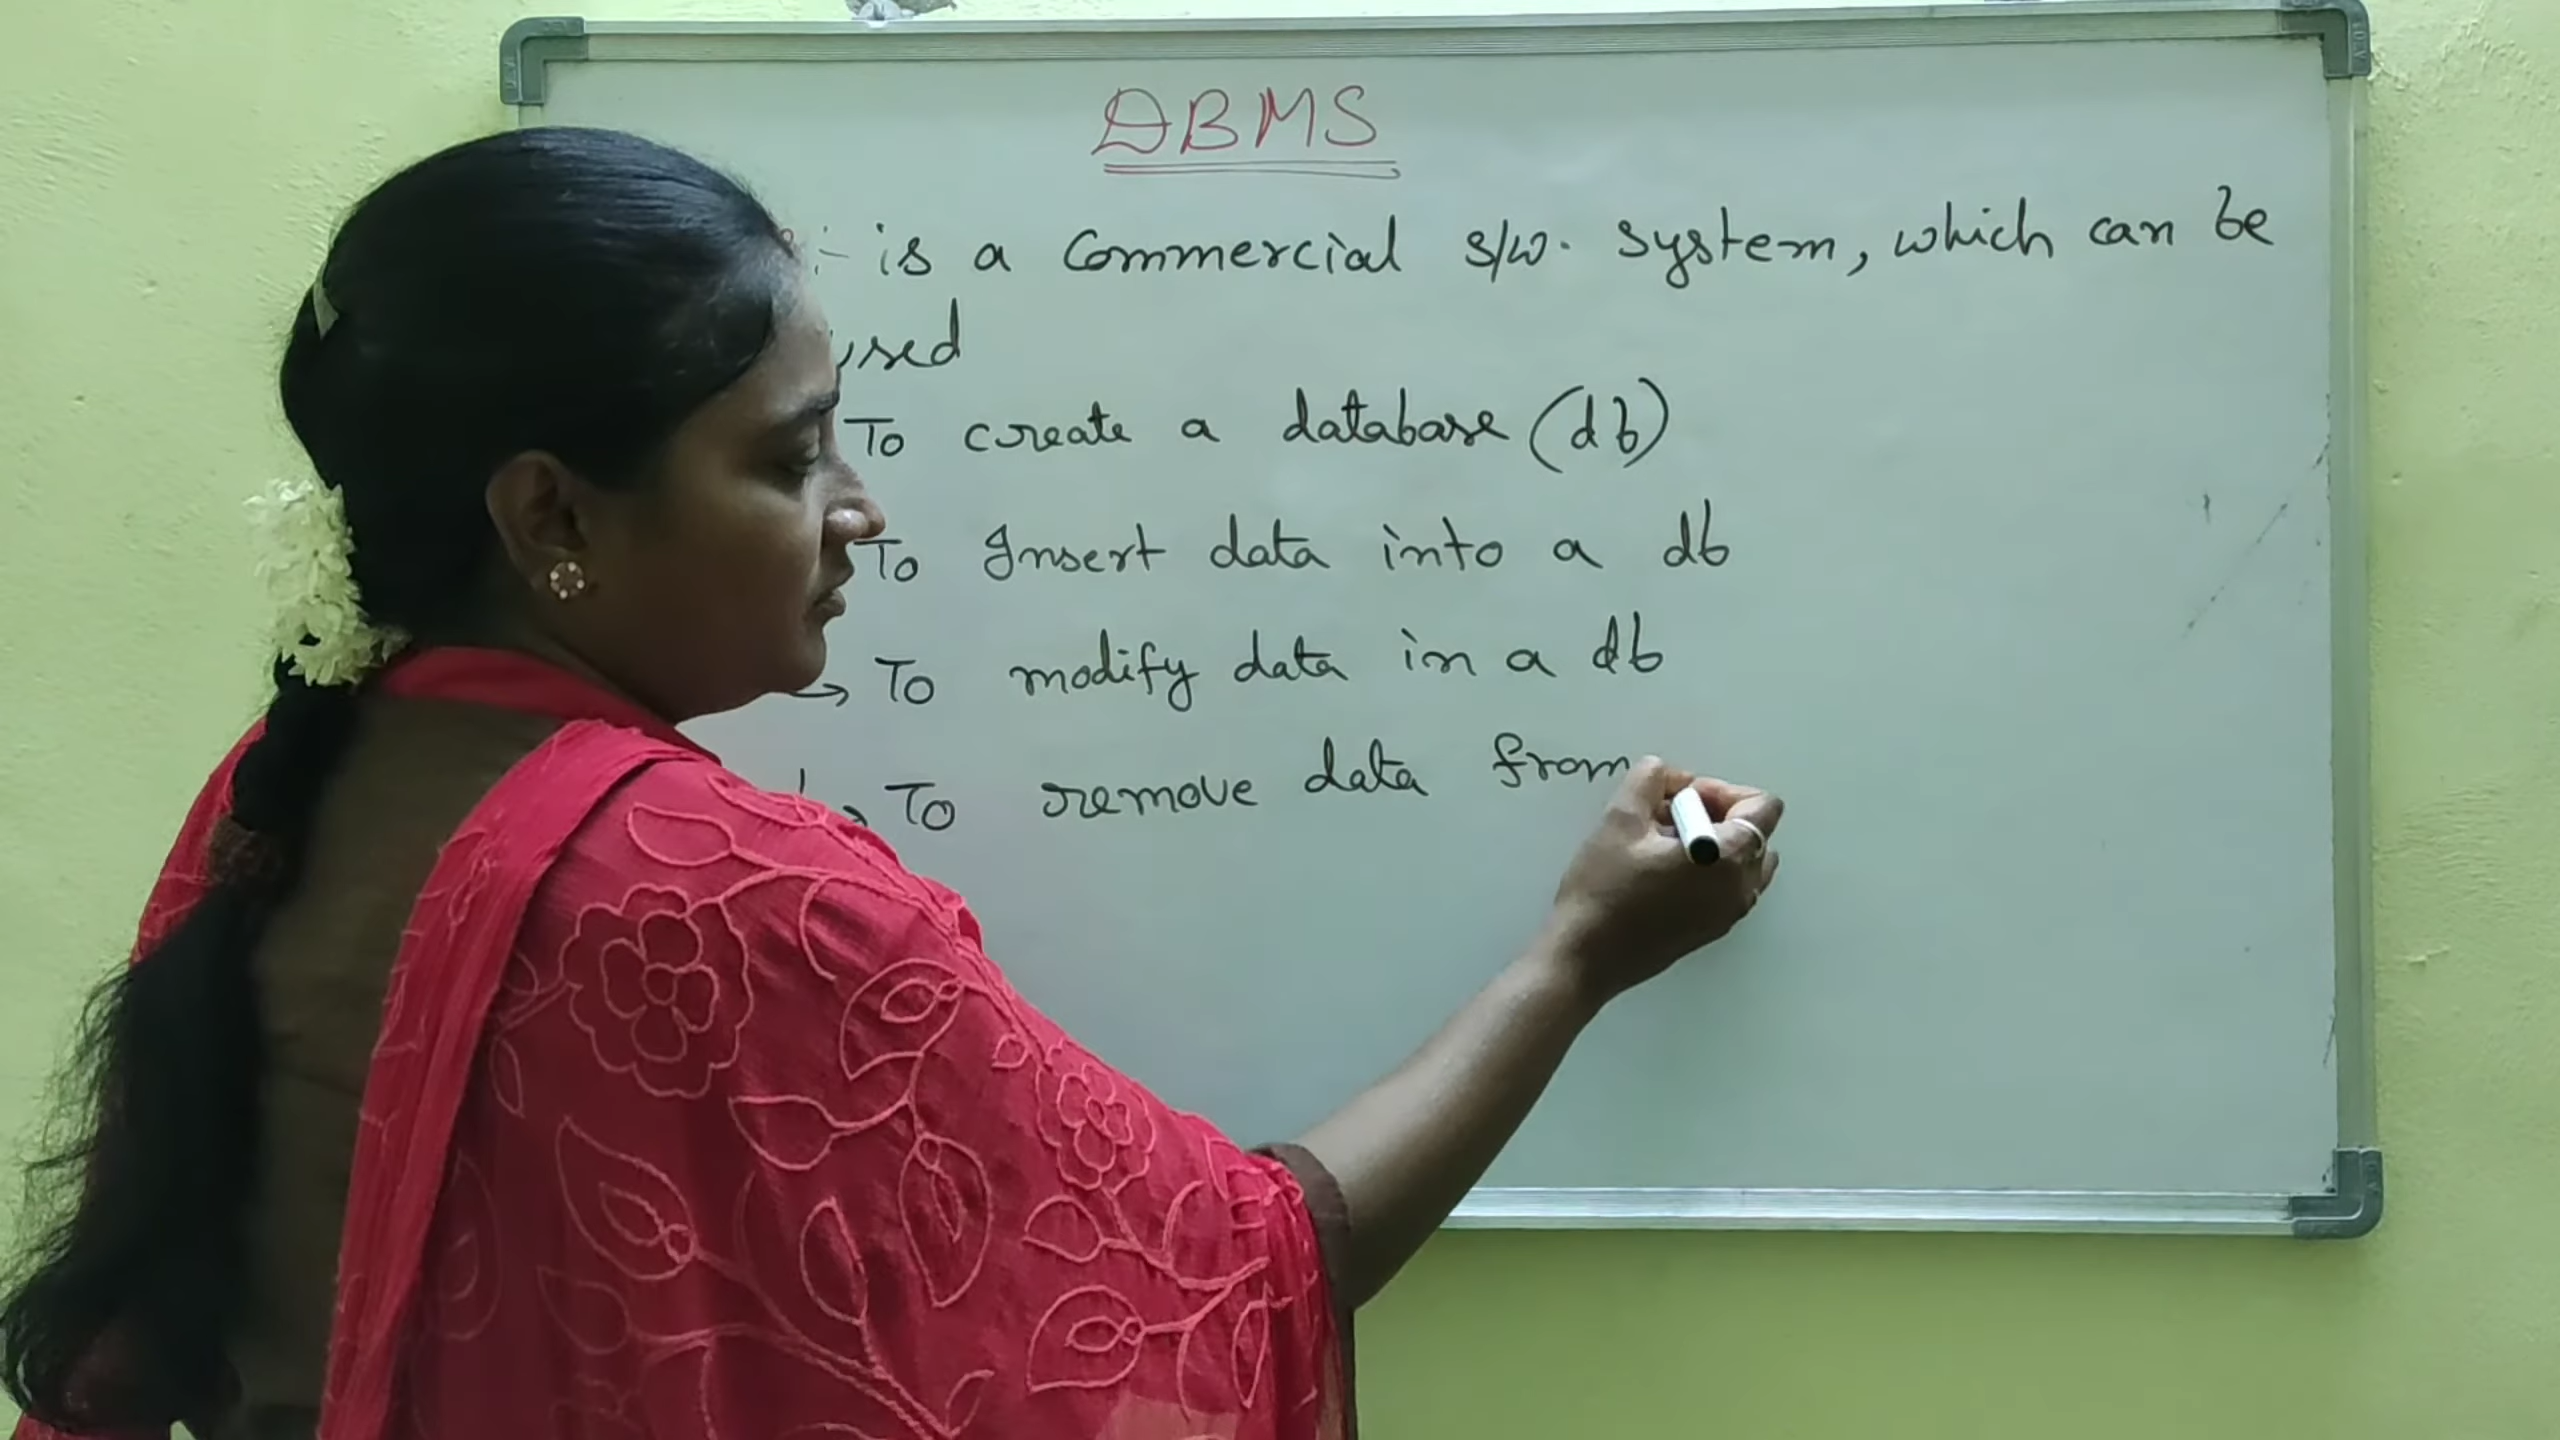 DBMS
:- is a commercial s/w. system, which can be
used
To create a database (db)
To Insert data into a db
→ To modify data in a db
→ To remove data from